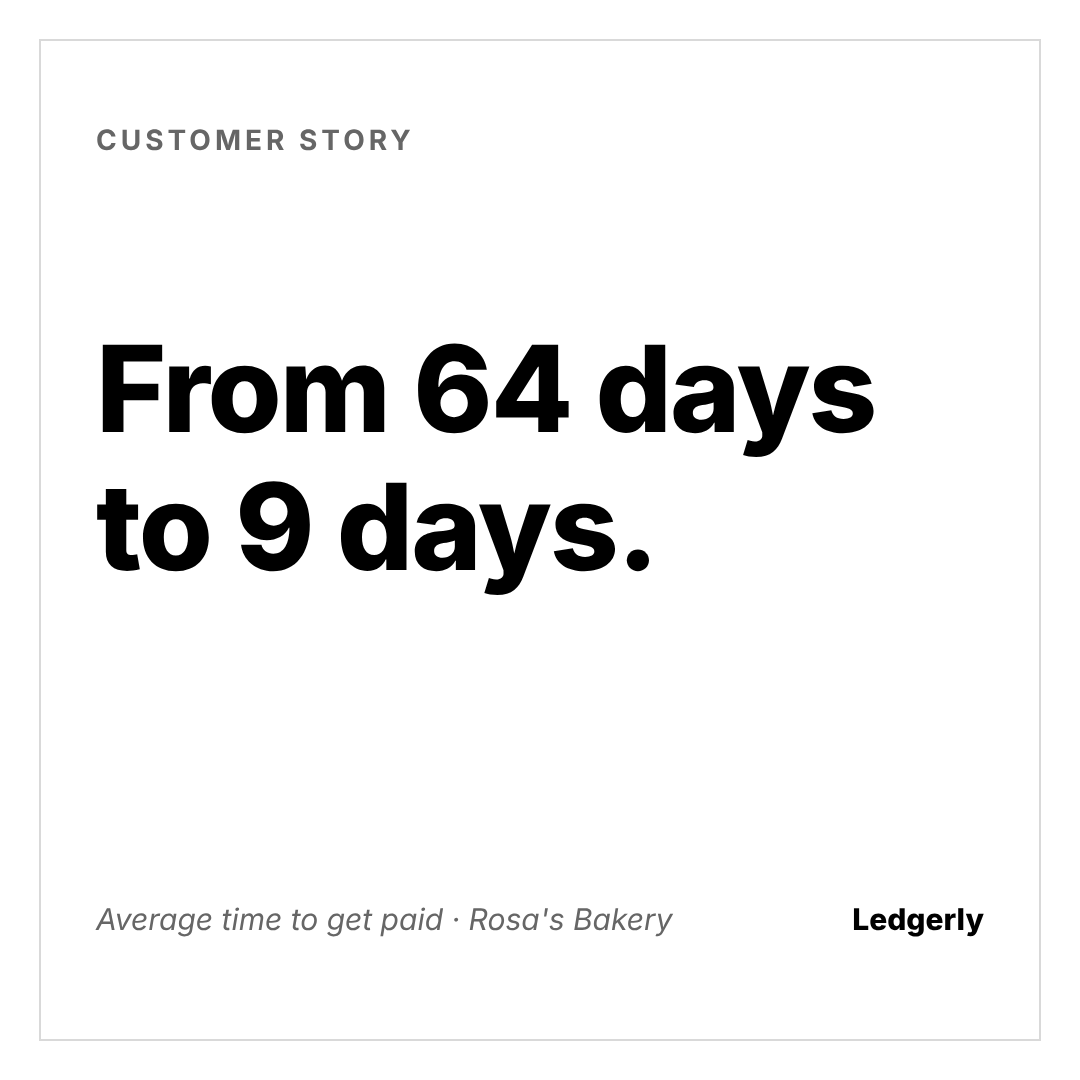 CUSTOMER STORY
From 64 days
to 9 days.
Average time to get paid · Rosa's Bakery
Ledgerly